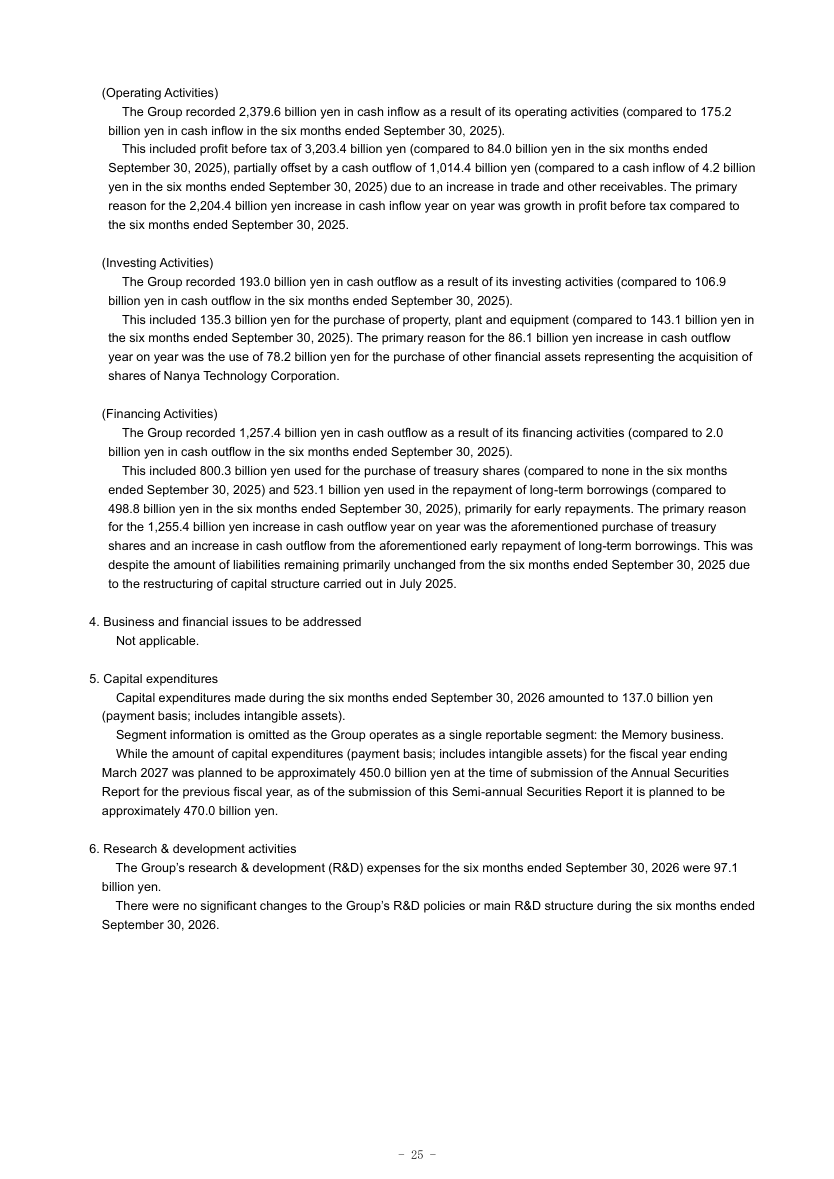 (Operating Activities)
The Group recorded 2,379.6 billion yen in cash inflow as a result of its operating activities (compared to 175.2
billion yen in cash inflow in the six months ended September 30, 2025).
This included profit before tax of 3,203.4 billion yen (compared to 84.0 billion yen in the six months ended
September 30, 2025), partially offset by a cash outflow of 1,014.4 billion yen (compared to a cash inflow of 4.2 billion
yen in the six months ended September 30, 2025) due to an increase in trade and other receivables. The primary
reason for the 2,204.4 billion yen increase in cash inflow year on year was growth in profit before tax compared to
the six months ended September 30, 2025.
(Investing Activities)
The Group recorded 193.0 billion yen in cash outflow as a result of its investing activities (compared to 106.9
billion yen in cash outflow in the six months ended September 30, 2025).
This included 135.3 billion yen for the purchase of property, plant and equipment (compared to 143.1 billion yen in
the six months ended September 30, 2025). The primary reason for the 86.1 billion yen increase in cash outflow
year on year was the use of 78.2 billion yen for the purchase of other financial assets representing the acquisition of
shares of Nanya Technology Corporation.
(Financing Activities)
The Group recorded 1,257.4 billion yen in cash outflow as a result of its financing activities (compared to 2.0
billion yen in cash outflow in the six months ended September 30, 2025).
This included 800.3 billion yen used for the purchase of treasury shares (compared to none in the six months
ended September 30, 2025) and 523.1 billion yen used in the repayment of long-term borrowings (compared to
498.8 billion yen in the six months ended September 30, 2025), primarily for early repayments. The primary reason
for the 1,255.4 billion yen increase in cash outflow year on year was the aforementioned purchase of treasury
shares and an increase in cash outflow from the aforementioned early repayment of long-term borrowings. This was
despite the amount of liabilities remaining primarily unchanged from the six months ended September 30, 2025 due
to the restructuring of capital structure carried out in July 2025.
4. Business and financial issues to be addressed
Not applicable.
5. Capital expenditures
Capital expenditures made during the six months ended September 30, 2026 amounted to 137.0 billion yen
(payment basis; includes intangible assets).
Segment information is omitted as the Group operates as a single reportable segment: the Memory business.
While the amount of capital expenditures (payment basis; includes intangible assets) for the fiscal year ending
March 2027 was planned to be approximately 450.0 billion yen at the time of submission of the Annual Securities
Report for the previous fiscal year, as of the submission of this Semi-annual Securities Report it is planned to be
approximately 470.0 billion yen.
6. Research & development activities
The Group's research & development (R&D) expenses for the six months ended September 30, 2026 were 97.1
billion yen.
There were no significant changes to the Group's R&D policies or main R&D structure during the six months ended
September 30, 2026.
- 25 -